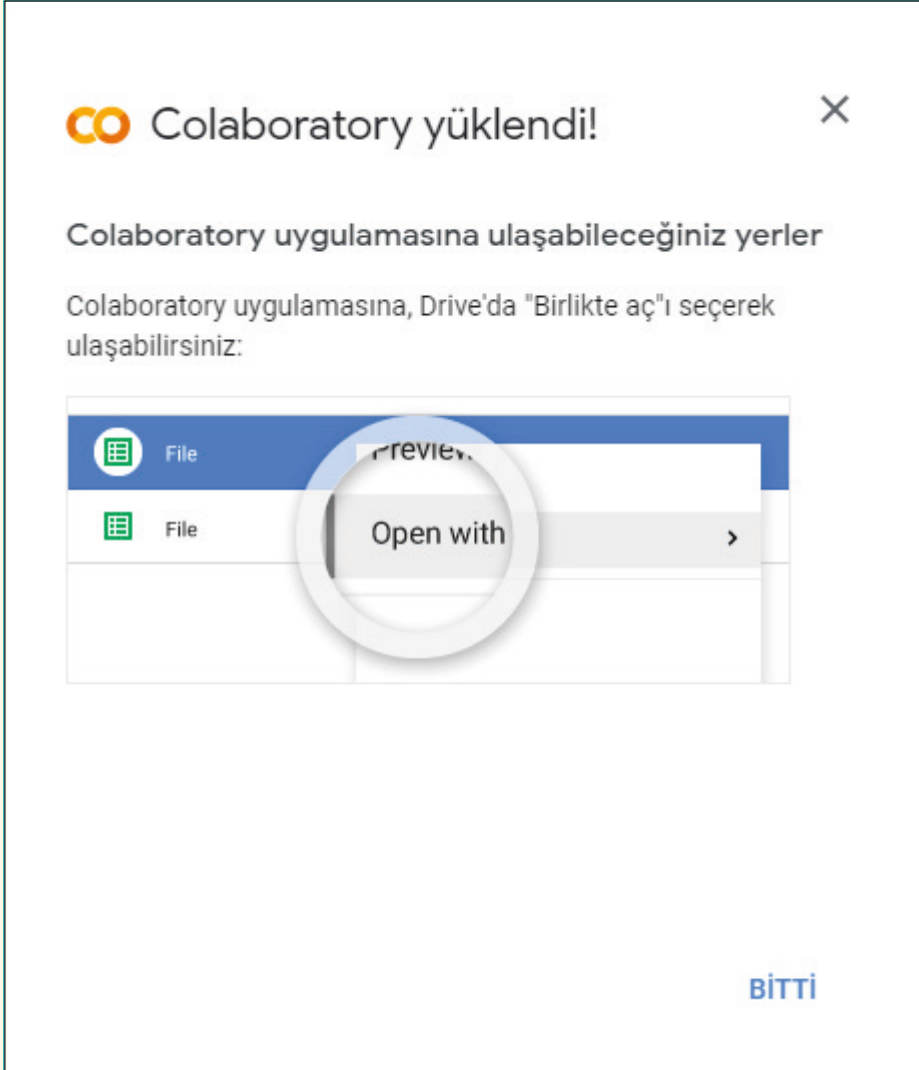 CO Colaboratory yüklendi!
Colaboratory uygulamasına ulaşabileceğiniz yerler
Colaboratory uygulamasına, Drive'da "Birlikte aç"ı seçerek
ulaşabilirsiniz:
File
Preview
File
Open with
BİTTİ